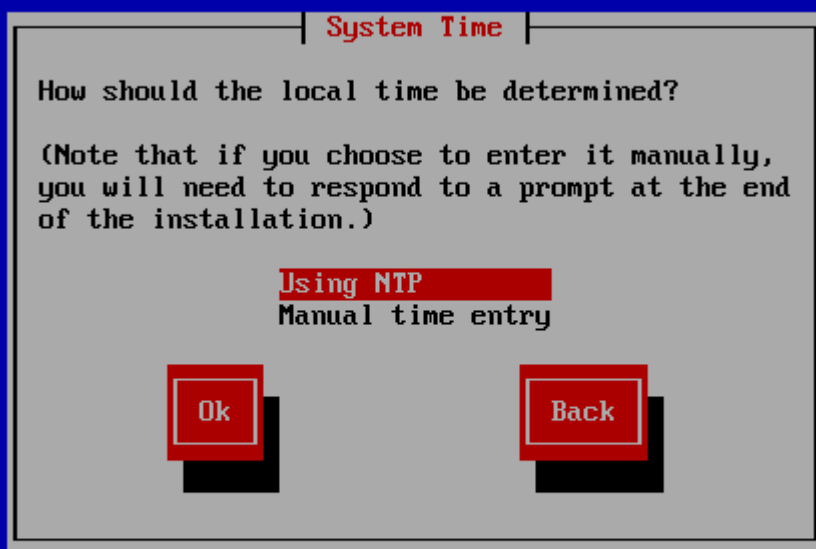 System Time
How should the local time be determined?
(Note that if you choose to enter it manually,
you will need to respond to a prompt at the end
of the installation.)
Using NTP
Manual time entry
Ok
Back